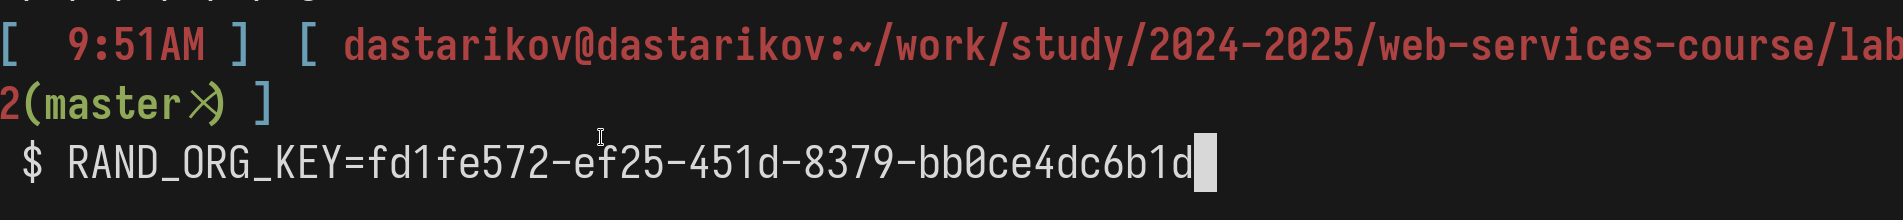 [  9:51AM ]  [ dastarikov@dastarikov:~/work/study/2024-2025/web-services-course/lab
2(master⨯) ]
$ RAND_ORG_KEY=fd1fe572-ef25-451d-8379-bb0ce4dc6b1d